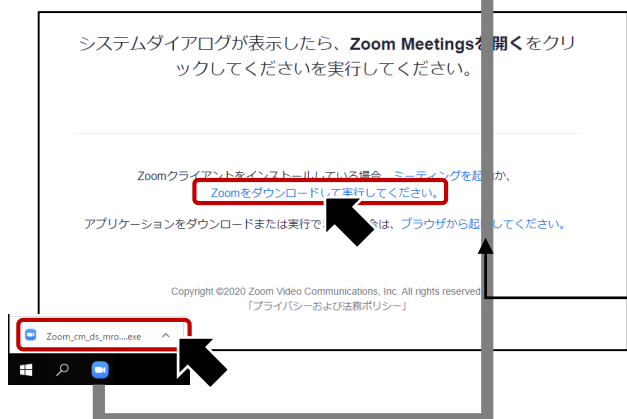 システムダイアログが表示したら、Zoom Meetingsを開くをクリ
ックしてくださいを実行してください。
Zoomクライアントをインストールしている場合、ミーティングを起か、
Zoomをダウンロードして実行してください。
アプリケーションをダウンロードまたは実行で合は、ブラウザから起してください。
Copyright ©2020 Zoom Video Communications, Inc. All rights reserved
「プライバシーおよび法務ポリシー」
Zoom_cm_ds_mro....exe